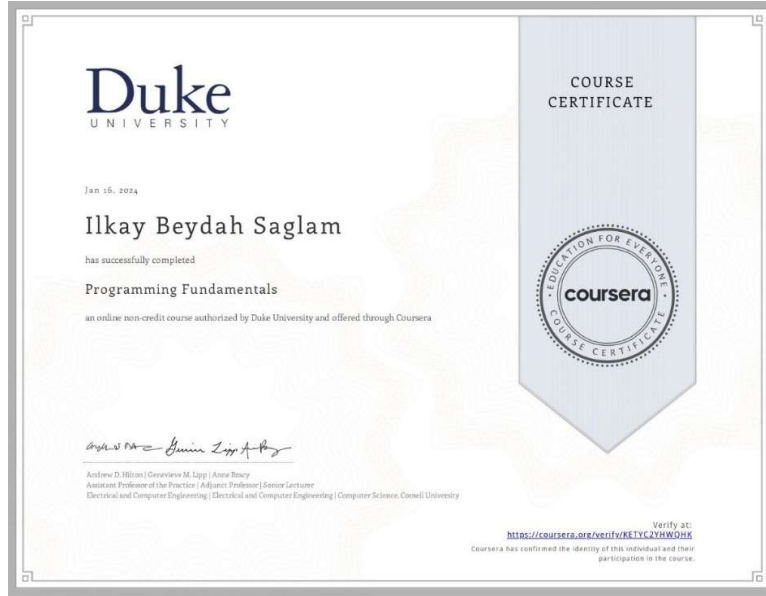 Duke
UNIVERSITY
COURSE
CERTIFICATE
Jan 16, 2024
Ilkay Beydah Saglam
has successfully completed
Programming Fundamentals
an online non-credit course authorized by Duke University and offered through Coursera
EDUCATION FOR EVERYONE
coursera
COURSE CERTIFICATE
Andrew D. Hilton | Genevieve M. Lipp | Anne Bracy
Assistant Professor of the Practice | Adjunct Professor | Senior Lecturer
Electrical and Computer Engineering | Electrical and Computer Engineering | Computer Science, Cornell University
Verify at:
https://coursera.org/verify/KETYC2YHWQHK
Coursera has confirmed the identity of this individual and their
participation in the course.